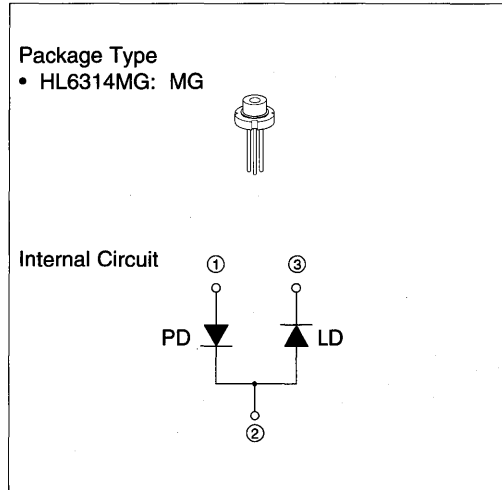 Package Type
• HL6314MG: MG
Internal Circuit
① ③
PD LD
②